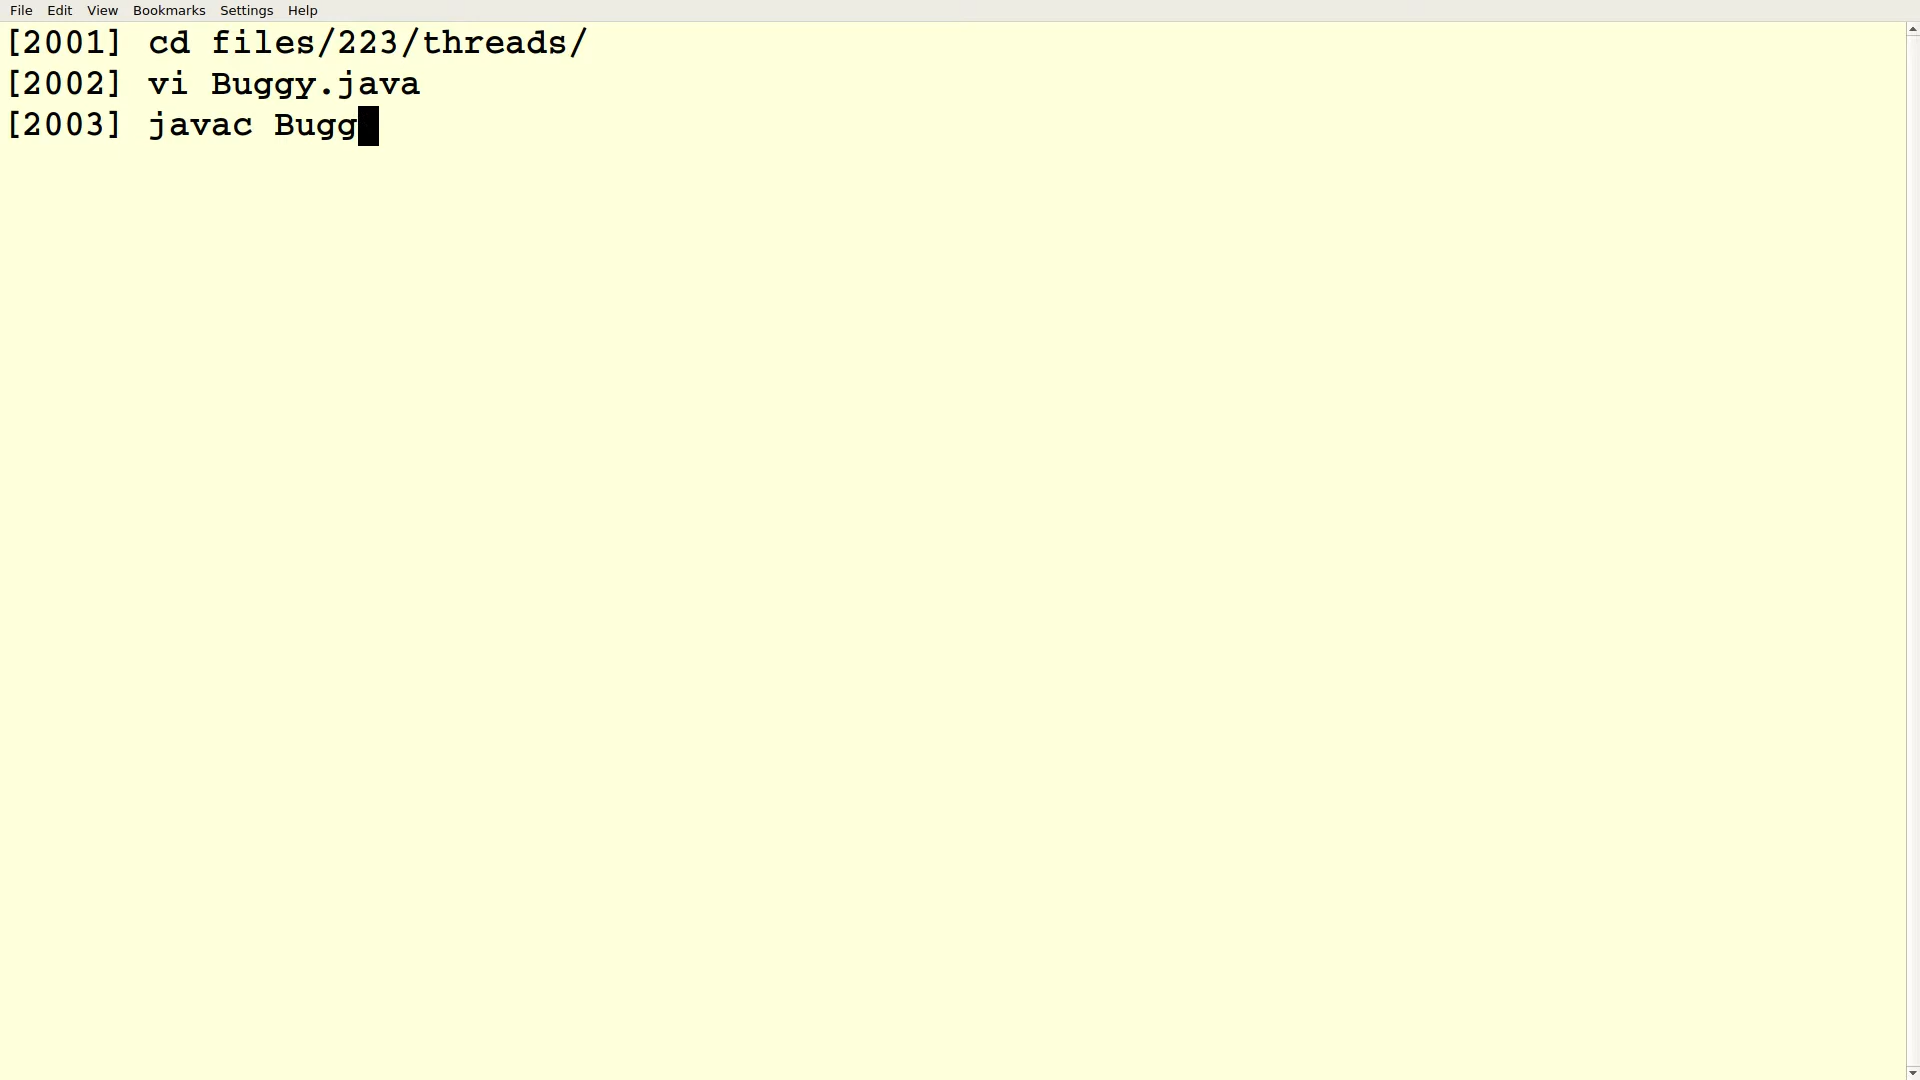 File Edit View Bookmarks Settings Help
[2001] cd files/223/threads/
[2002] vi Buggy.java
[2003] javac Bugg